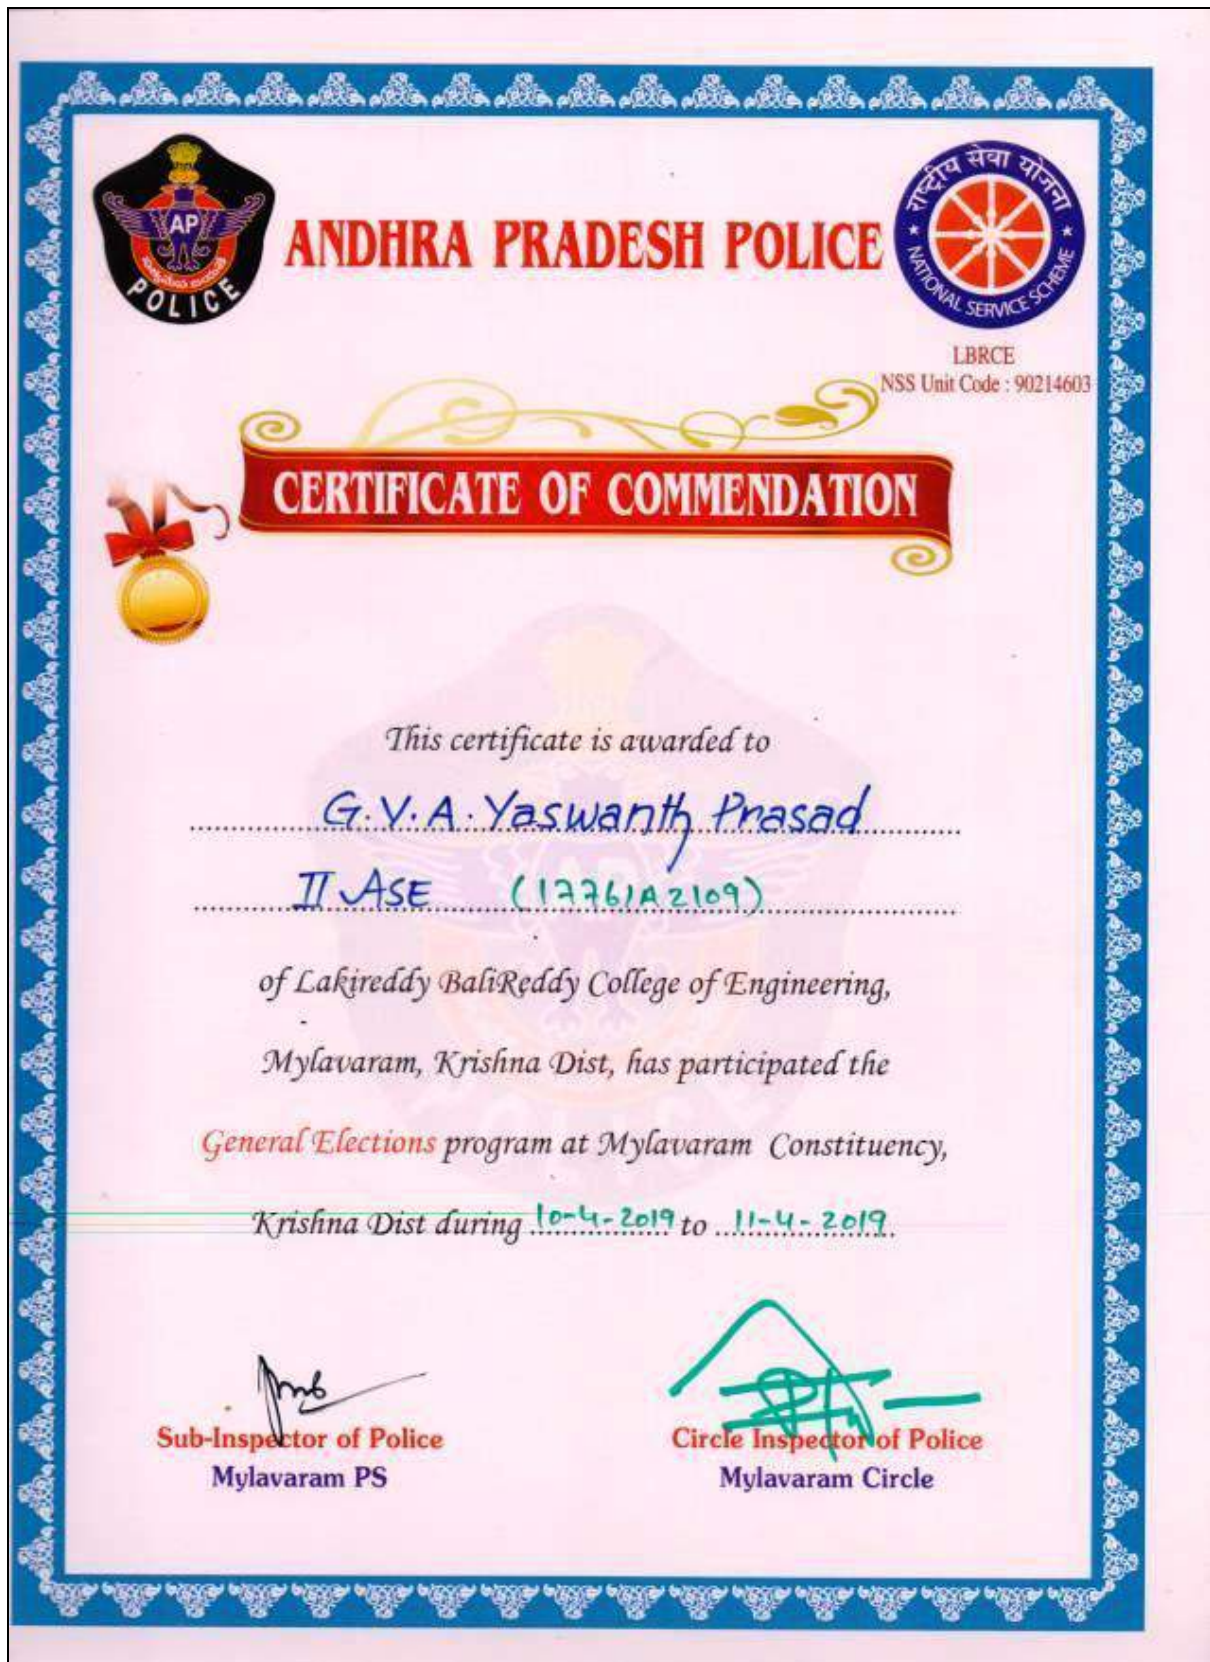 AP
POLICE
ANDHRA PRADESH POLICE
राष्ट्रीय सेवा योजना
NATIONAL SERVICE SCHEME
LBRCE
NSS Unit Code : 90214603
CERTIFICATE OF COMMENDATION
This certificate is awarded to
G.V.A. Yaswanth Prasad
II ASE (17761A2109)
of Lakireddy BaliReddy College of Engineering,
Mylavaram, Krishna Dist, has participated the
General Elections program at Mylavaram Constituency,
Krishna Dist during 10-4-2019 to 11-4-2019
Sub-Inspector of Police
Mylavaram PS
Circle Inspector of Police
Mylavaram Circle